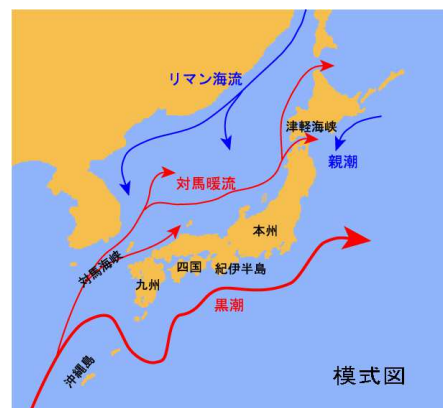 リマン海流
津軽海峡
親潮
対馬暖流
本州
対馬海峡
四国
紀伊半島
九州
黒潮
沖縄島
模式図